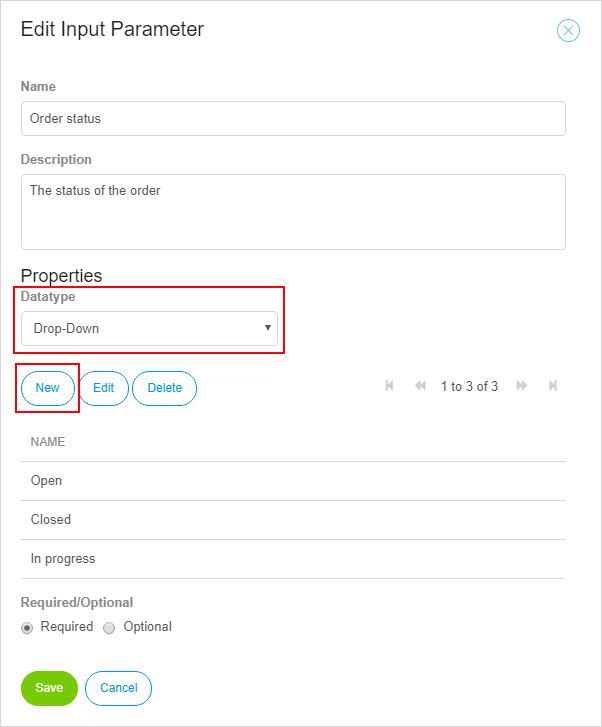 Edit Input Parameter
Name
Order status
Description
The status of the order
Properties
Datatype
Drop-Down
New Edit Delete 1 to 3 of 3
NAME
Open
Closed
In progress
Required/Optional
Required Optional
Save Cancel